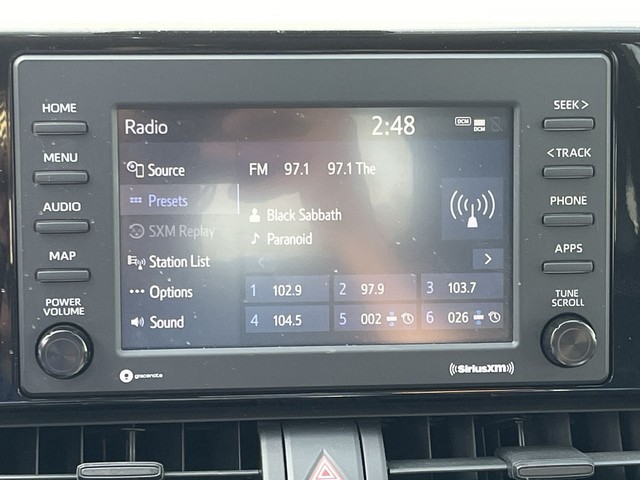 HOME
MENU
AUDIO
MAP
POWER
VOLUME
Radio
2:48
DCM
DCM
Source
Presets
SXM Replay
Station List
Options
Sound
FM 97.1 97.1 The
Black Sabbath
Paranoid
1 102.9
2 97.9
3 103.7
4 104.5
5 002
6 026
SEEK >
< TRACK
PHONE
APPS
TUNE
SCROLL
gracenote
((SiriusXM))